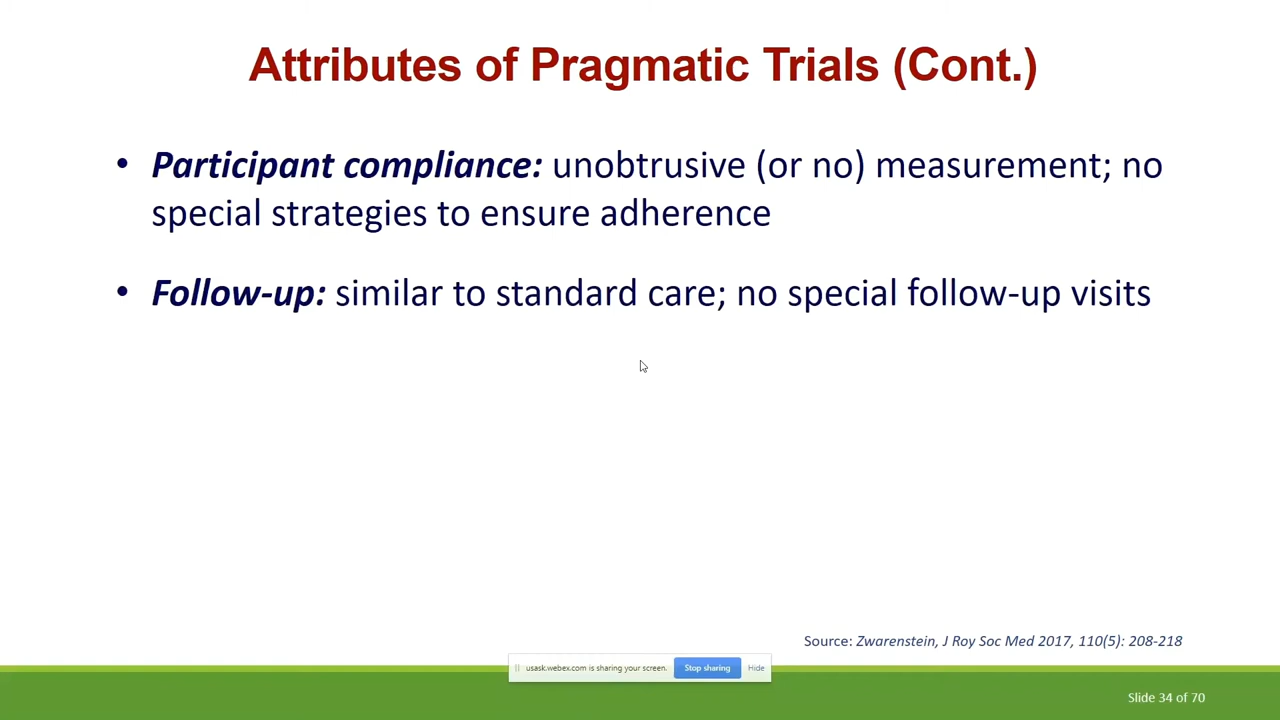 Attributes of Pragmatic Trials (Cont.)
• Participant compliance: unobtrusive (or no) measurement; no
special strategies to ensure adherence
• Follow-up: similar to standard care; no special follow-up visits
Source: Zwarenstein, J Roy Soc Med 2017, 110(5): 208-218
usask.webex.com is sharing your screen. Stop sharing Hide
Slide 34 of 70